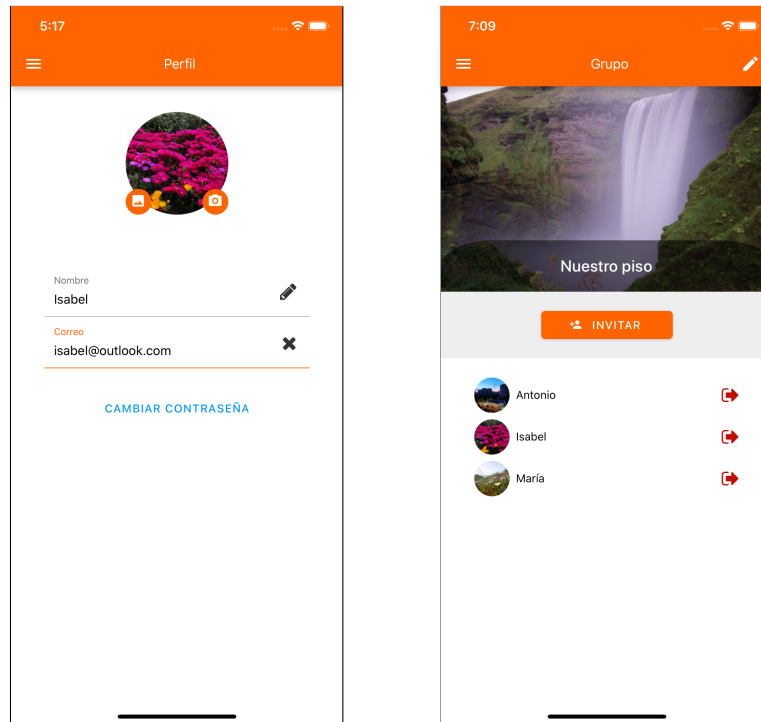 5:17
Perfil
Nombre
Isabel
Correo
isabel@outlook.com
CAMBIAR CONTRASEÑA
7:09
Grupo
Nuestro piso
INVITAR
Antonio
Isabel
María